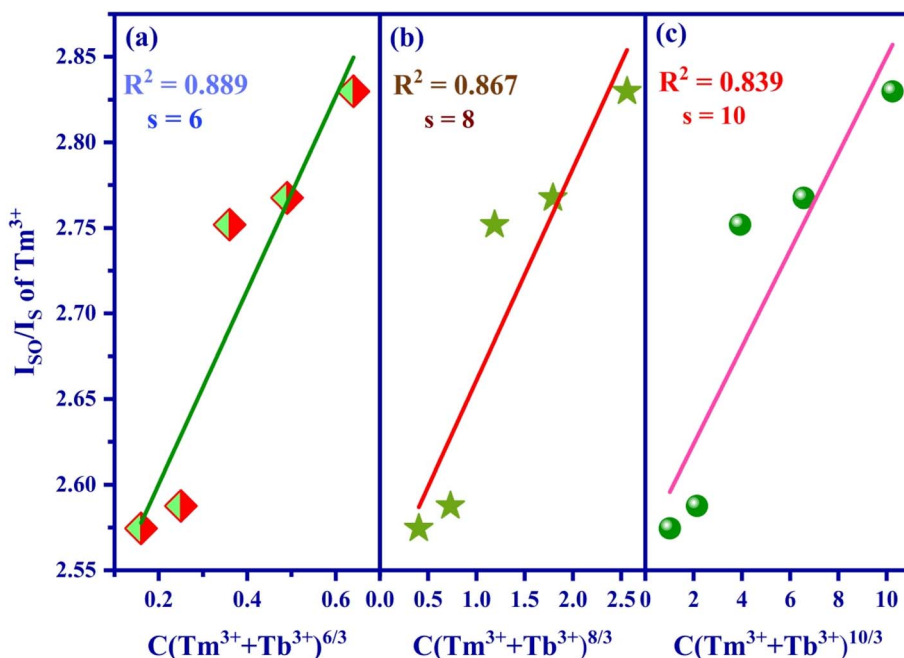 (a)
R² = 0.889
s = 6
(b)
R² = 0.867
s = 8
(c)
R² = 0.839
s = 10
I_SO/I_S of Tm³⁺
2.85
2.80
2.75
2.70
2.65
2.60
2.55
0.2 0.4 0.6
0.0 0.5 1.0 1.5 2.0 2.5
2 4 6 8 10
C(Tm³⁺+Tb³⁺)^6/3
C(Tm³⁺+Tb³⁺)^8/3
C(Tm³⁺+Tb³⁺)^10/3